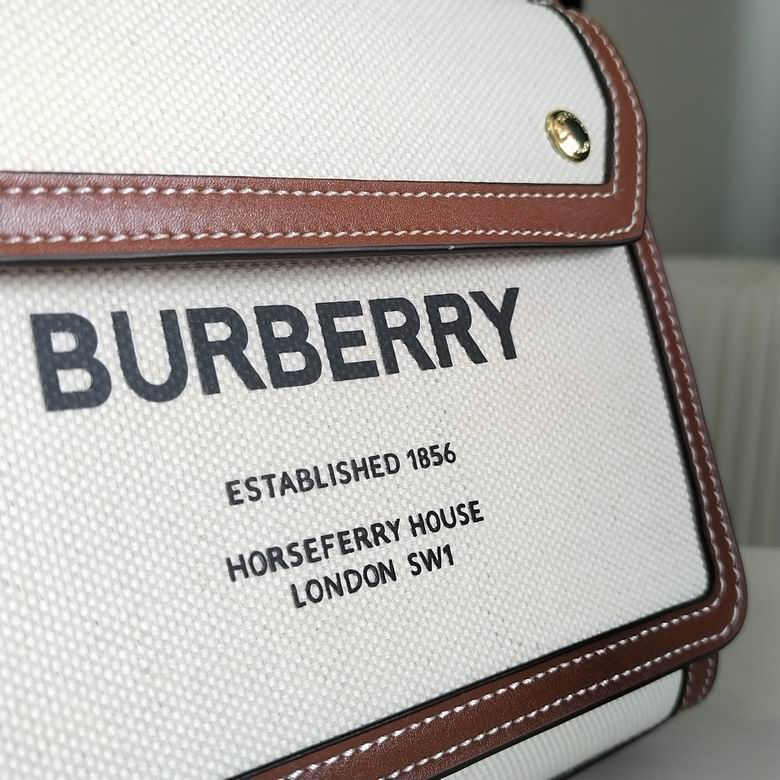 BURBERRY
ESTABLISHED 1856
HORSEFERRY HOUSE
LONDON SW1